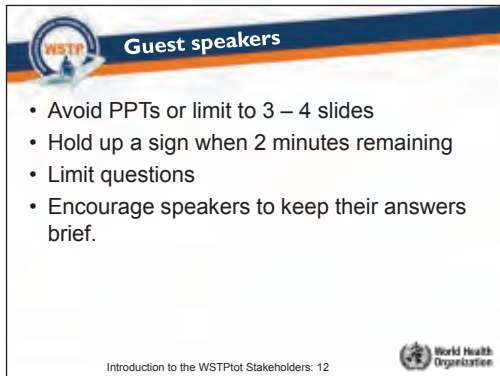 WSTP
Guest speakers
• Avoid PPTs or limit to 3 – 4 slides
• Hold up a sign when 2 minutes remaining
• Limit questions
• Encourage speakers to keep their answers
brief.
Introduction to the WSTPtot Stakeholders: 12
World Health
Organization